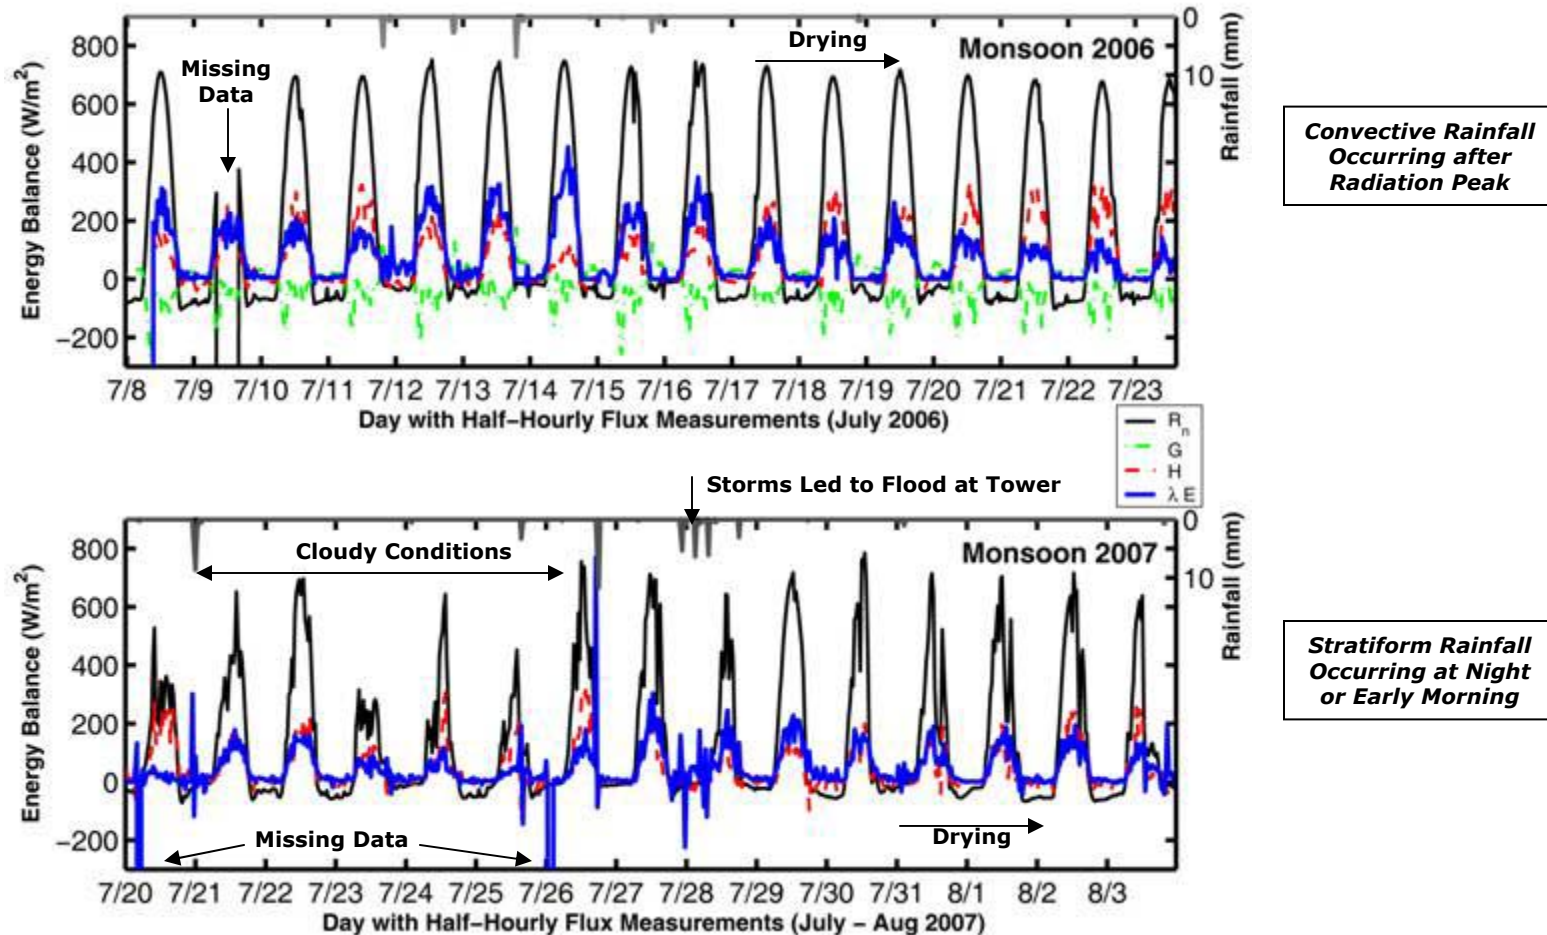 Monsoon 2006
Drying
Missing
Data
Energy Balance (W/m²)
800
600
400
200
0
−200
0
10
Rainfall (mm)
7/8 7/9 7/10 7/11 7/12 7/13 7/14 7/15 7/16 7/17 7/18 7/19 7/20 7/21 7/22 7/23
Day with Half−Hourly Flux Measurements (July 2006)
Convective Rainfall
Occurring after
Radiation Peak
Rn
G
H
λ E
Storms Led to Flood at Tower
Monsoon 2007
Cloudy Conditions
Energy Balance (W/m²)
800
600
400
200
0
−200
0
10
Rainfall (mm)
Missing Data
Drying
7/20 7/21 7/22 7/23 7/24 7/25 7/26 7/27 7/28 7/29 7/30 7/31 8/1 8/2 8/3
Day with Half−Hourly Flux Measurements (July − Aug 2007)
Stratiform Rainfall
Occurring at Night
or Early Morning